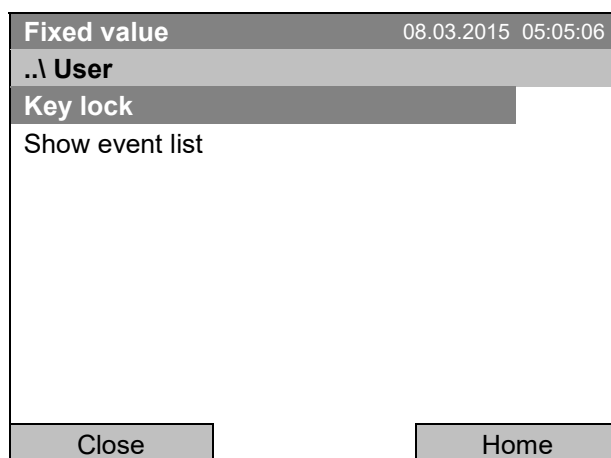 Fixed value 08.03.2015 05:05:06
..\ User
Key lock
Show event list
Close Home